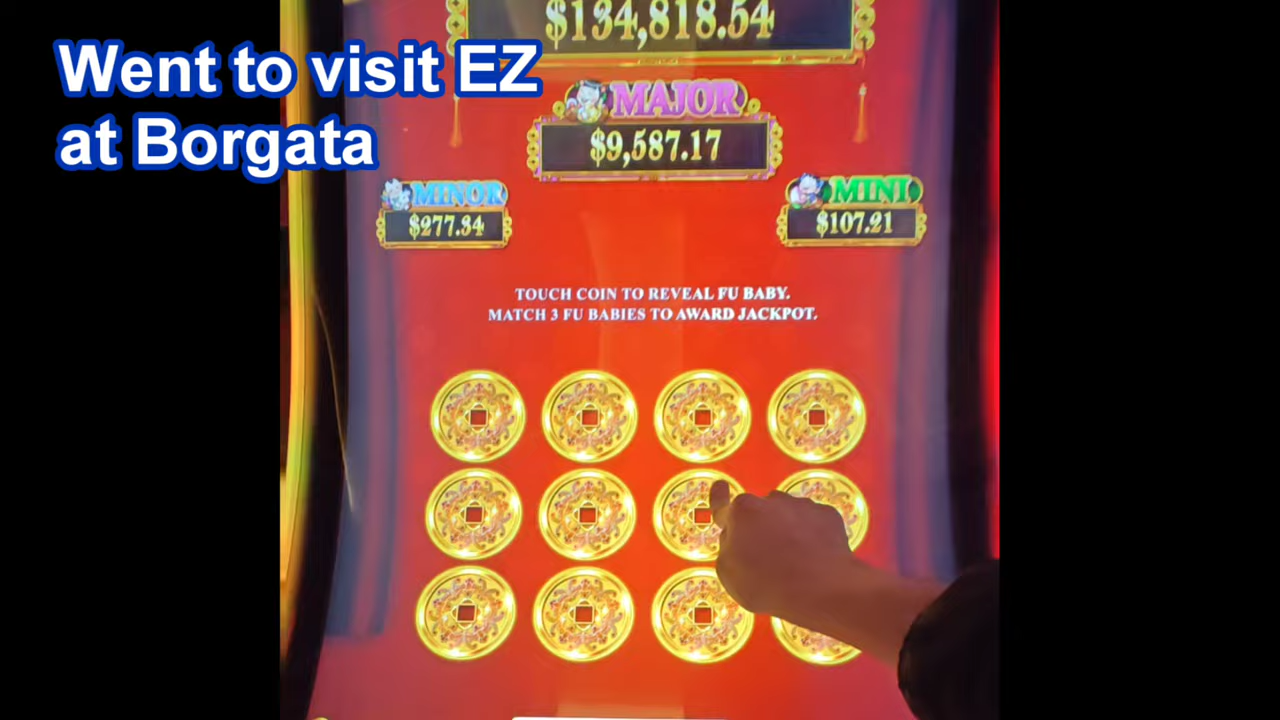 $134,818.54
Went to visit EZ
at Borgata
MAJOR
$9,587.17
MINOR
$277.34
MINI
$107.21
TOUCH COIN TO REVEAL FU BABY.
MATCH 3 FU BABIES TO AWARD JACKPOT.